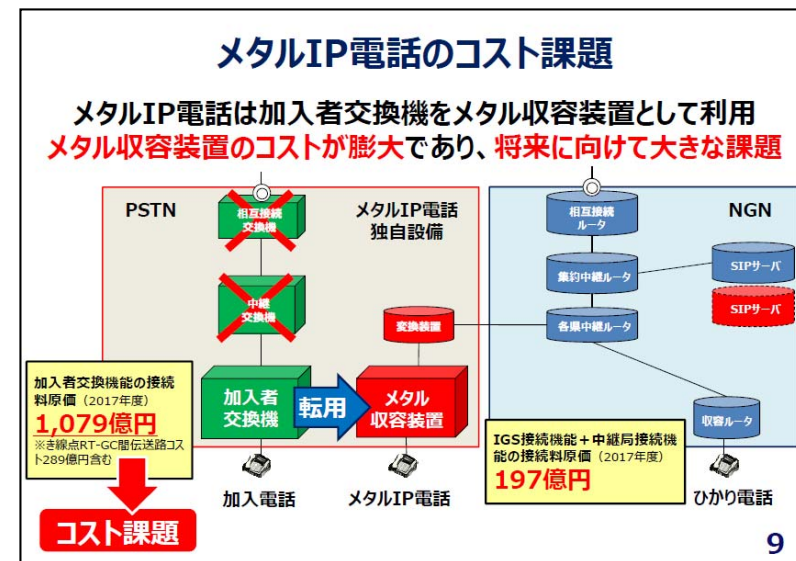 メタルIP電話のコスト課題
メタルIP電話は加入者交換機をメタル収容装置として利用
メタル収容装置のコストが膨大であり、将来に向けて大きな課題
PSTN
相互接続
交換機
メタルIP電話
独自設備
相互接続
ルータ
NGN
集約中継ルータ
SIPサーバ
SIPサーバ
中継
交換機
変換装置
各県中継ルータ
加入者交換機能の接続
料原価（2017年度）
1,079億円
※き線点RT-GC間伝送路コス
ト289億円含む
加入者
交換機
転用
メタル
収容装置
収容ルータ
IGS接続機能＋中継局接続機
能の接続料原価（2017年度）
197億円
加入電話
メタルIP電話
ひかり電話
コスト課題
9